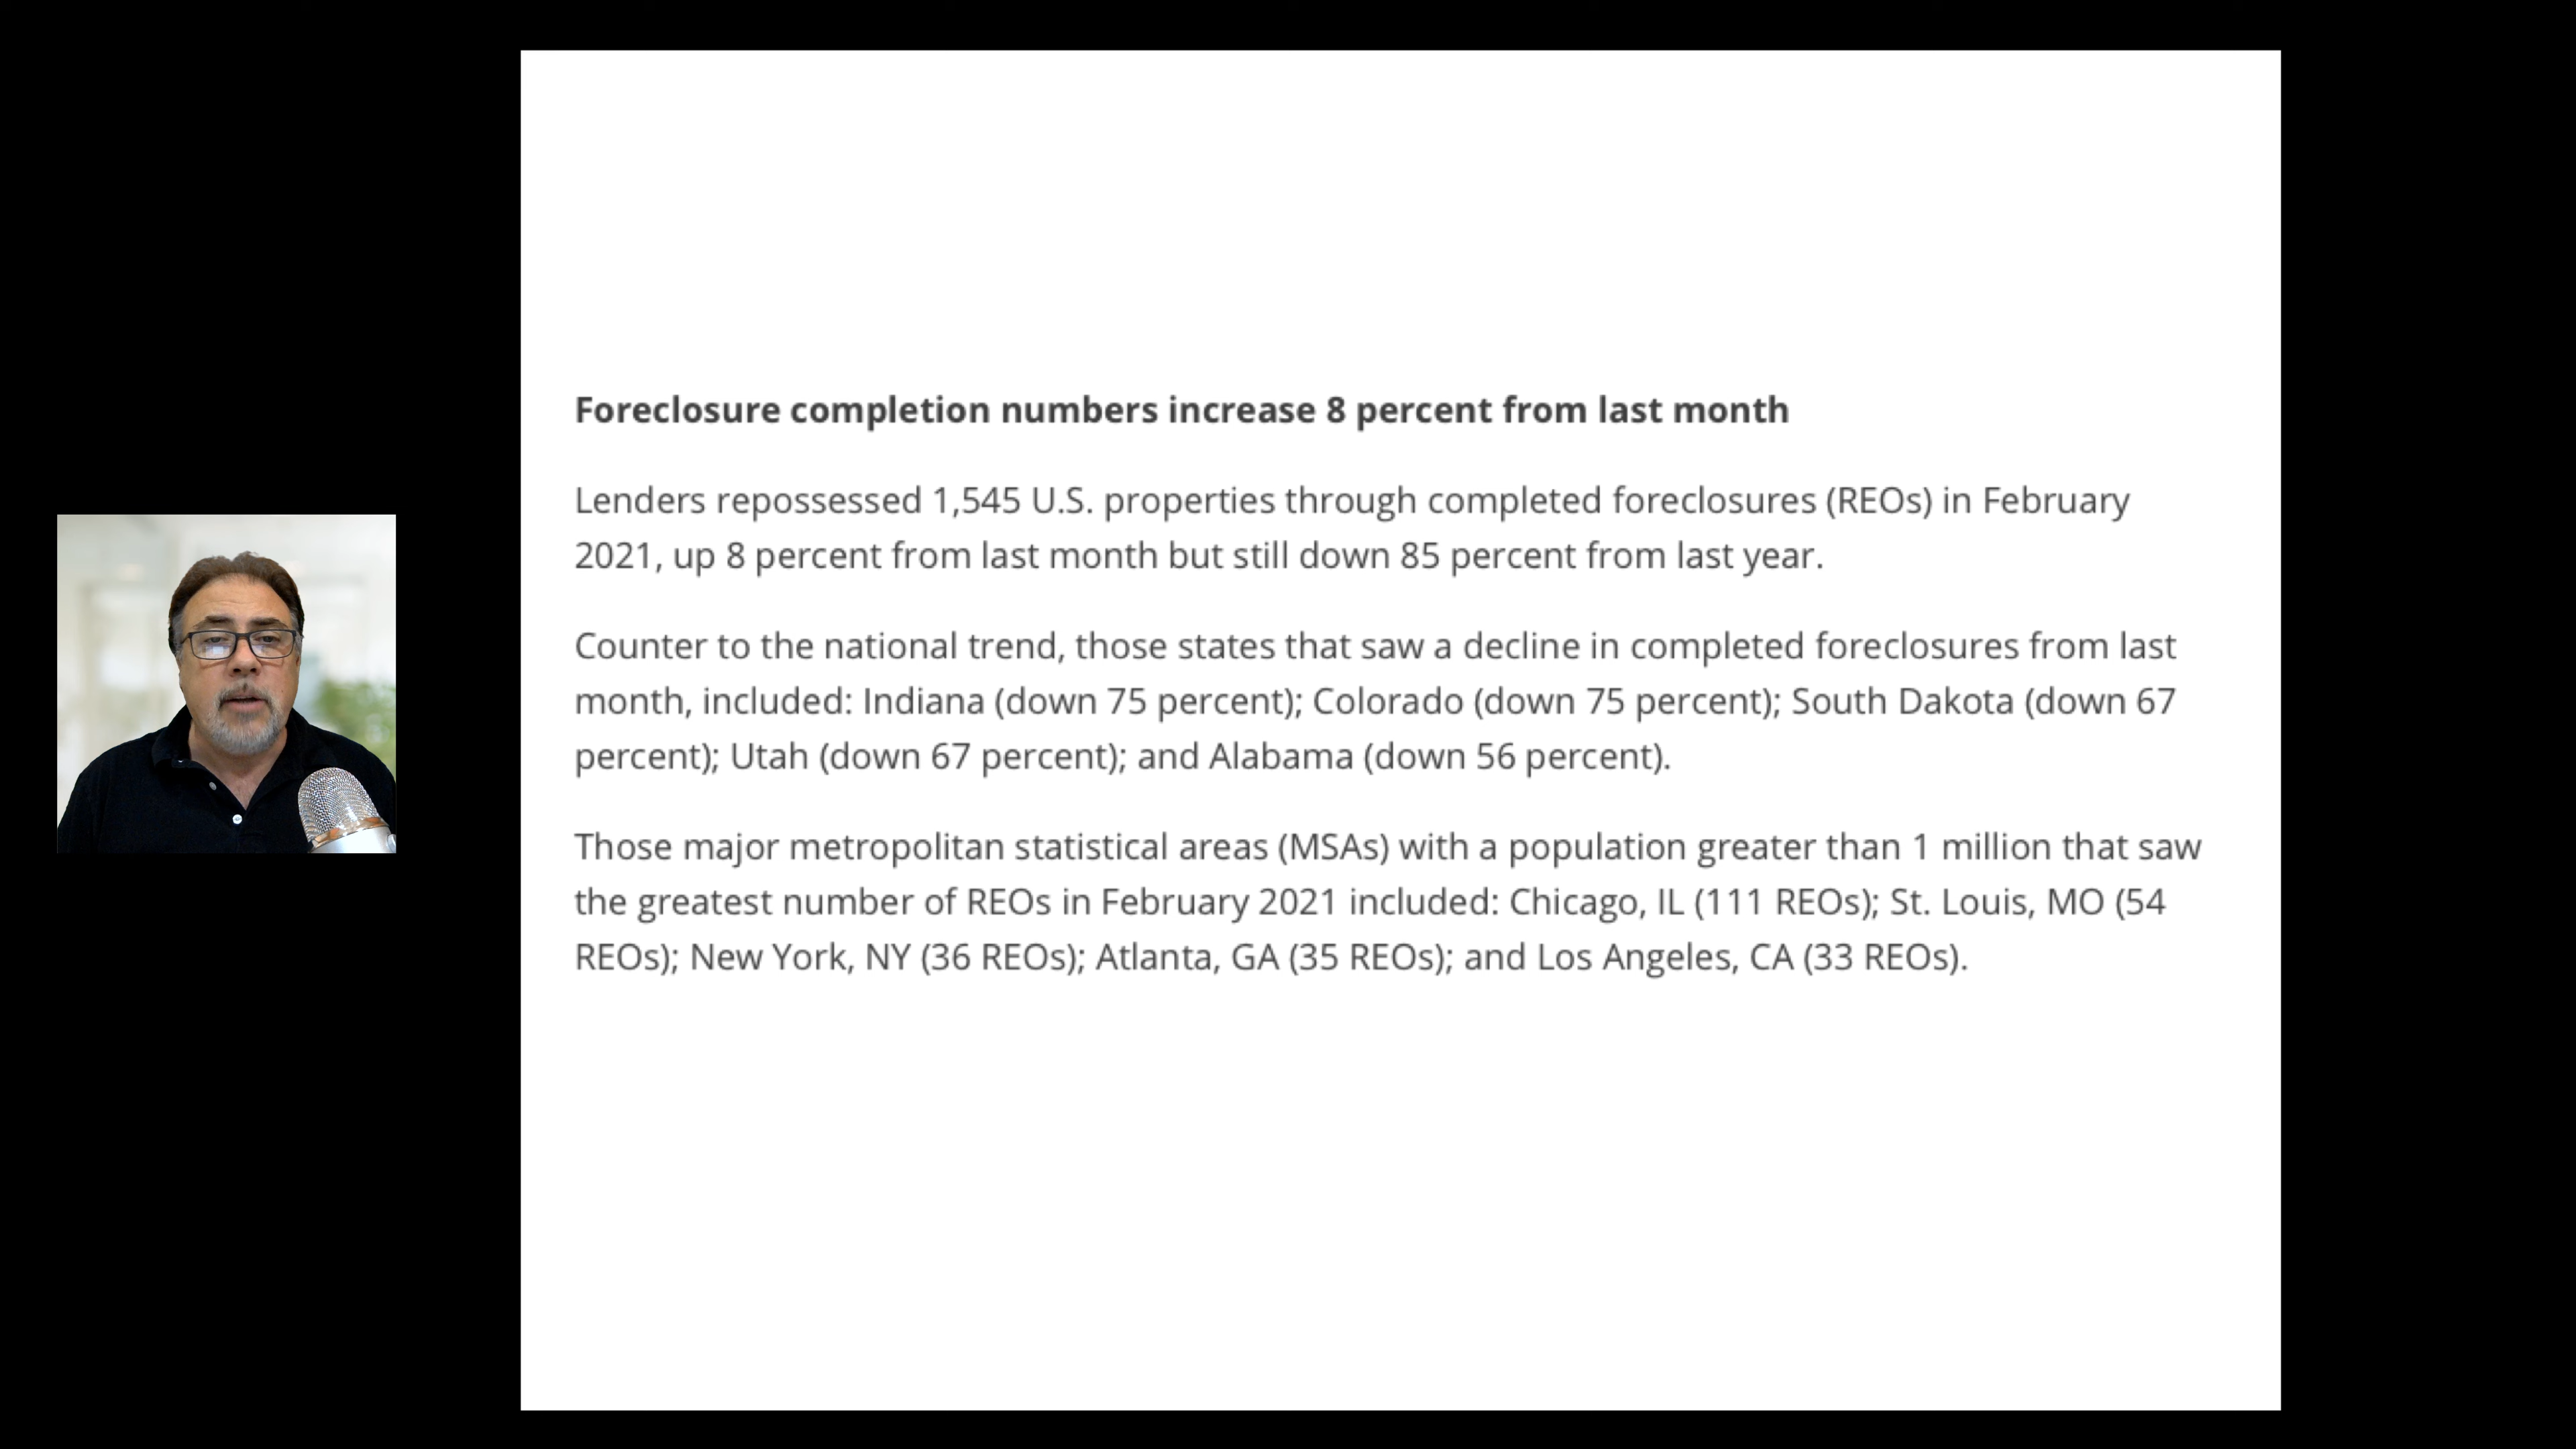 Foreclosure completion numbers increase 8 percent from last month
Lenders repossessed 1,545 U.S. properties through completed foreclosures (REOs) in February
2021, up 8 percent from last month but still down 85 percent from last year.
Counter to the national trend, those states that saw a decline in completed foreclosures from last
month, included: Indiana (down 75 percent); Colorado (down 75 percent); South Dakota (down 67
percent); Utah (down 67 percent); and Alabama (down 56 percent).
Those major metropolitan statistical areas (MSAs) with a population greater than 1 million that saw
the greatest number of REOs in February 2021 included: Chicago, IL (111 REOs); St. Louis, MO (54
REOs); New York, NY (36 REOs); Atlanta, GA (35 REOs); and Los Angeles, CA (33 REOs).